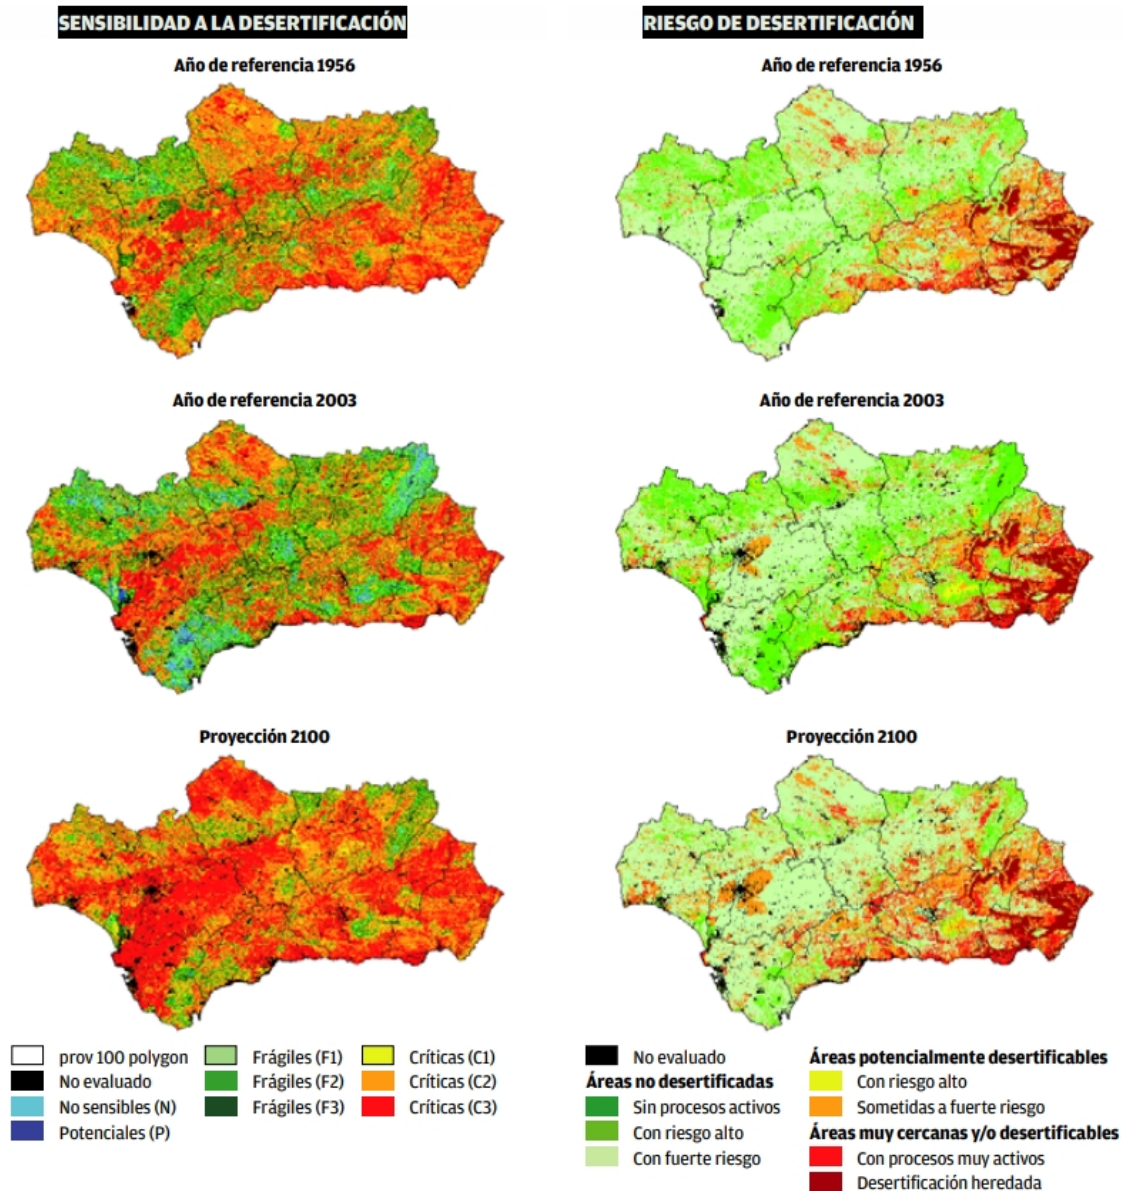 SENSIBILIDAD A LA DESERTIFICACIÓN
Año de referencia 1956
Año de referencia 2003
Proyección 2100
prov 100 polygon
No evaluado
No sensibles (N)
Potenciales (P)
Frágiles (F1)
Frágiles (F2)
Frágiles (F3)
Críticas (C1)
Críticas (C2)
Críticas (C3)
RIESGO DE DESERTIFICACIÓN
Año de referencia 1956
Año de referencia 2003
Proyección 2100
No evaluado
Áreas no desertificadas
Sin procesos activos
Con riesgo alto
Con fuerte riesgo
Áreas potencialmente desertificables
Con riesgo alto
Sometidas a fuerte riesgo
Áreas muy cercanas y/o desertificables
Con procesos muy activos
Desertificación heredada